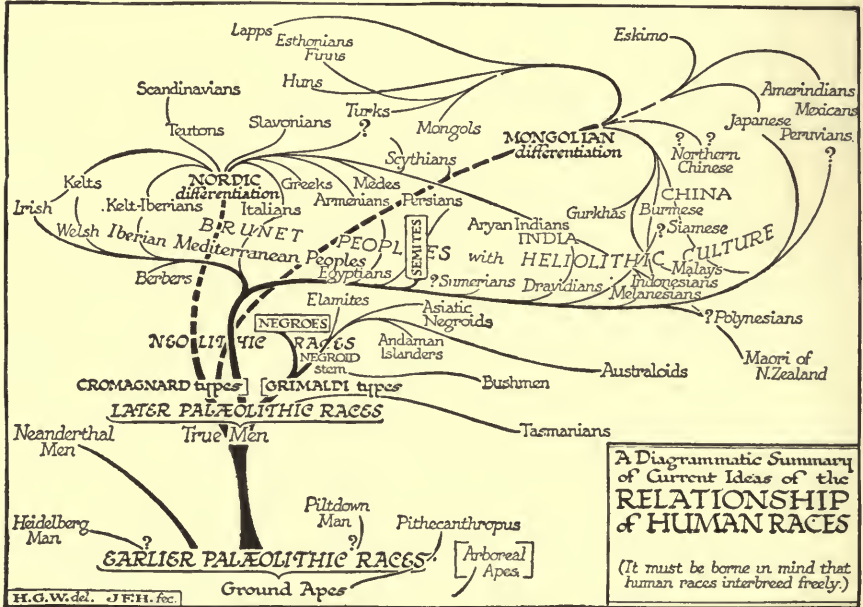 Lapps
Esthonians
Finns
Huns
Turks
Mongols
Eskimo
Amerindians
Mexicans
Japanese
Peruvians.
?
Scandinavians
Teutons
Slavonians
?
Scythians
MONGOLIAN
differentiation
? ?
Northern
Chinese
Kelts
NORDIC
differentiation
Greeks
Medes
Armenians
Persians
Irish
Kelt-Iberians
Italians
Welsh
BRUNET
PEOPLES
with HELIOLITHIC CULTURE
Iberian Mediterranean Peoples
SEMITES
Aryan Indians
INDIA
Gurkhas
CHINA
Burmese
? Siamese
Malays
Berbers
Egyptians
? Sumerians
Dravidians
Indonesians
Melanesians
Elamites
Asiatic
Negroids
? Polynesians
NEGROES
NEOLITHIC RACES
NEGROID
stem
Andaman
Islanders
Maori of
N.Zealand
Australoids
CROMAGNARD types] [GRIMALDI types
Bushmen
LATER PALÆOLITHIC RACES
True Men
Tasmanians
Neanderthal
Men
Heidelberg
Man
?
Piltdown
Man
?
Pithecanthropus
EARLIER PALÆOLITHIC RACES
[Arboreal
Apes.]
Ground Apes
A Diagrammatic Summary
of Current Ideas of the
RELATIONSHIP
of HUMAN RACES
(It must be borne in mind that
human races interbreed freely.)
H.G.W. del. J.F.H. fec.